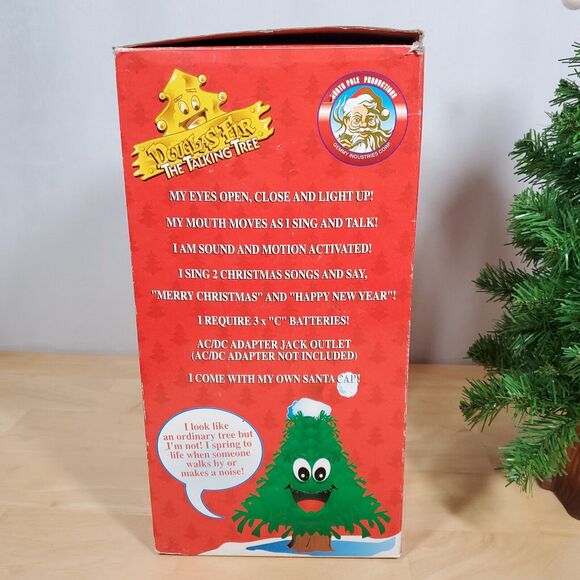 DOUGLAS FIR
THE TALKING TREE
NORTH POLE PRODUCTIONS
GEMMY INDUSTRIES CORP.
MY EYES OPEN, CLOSE AND LIGHT UP!
MY MOUTH MOVES AS I SING AND TALK!
I AM SOUND AND MOTION ACTIVATED!
I SING 2 CHRISTMAS SONGS AND SAY,
"MERRY CHRISTMAS" AND "HAPPY NEW YEAR"!
I REQUIRE 3 x "C" BATTERIES!
AC/DC ADAPTER JACK OUTLET
(AC/DC ADAPTER NOT INCLUDED)
I COME WITH MY OWN SANTA CAP!
I look like
an ordinary tree but
I'm not! I spring to
life when someone
walks by or
makes a noise!